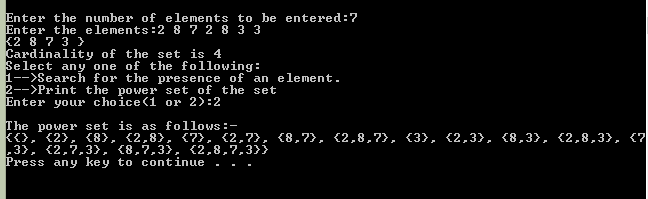 Enter the number of elements to be entered:7
Enter the elements:2 8 7 2 8 3 3
{2 8 7 3 }
Cardinality of the set is 4
Select any one of the following:
1-->Search for the presence of an element.
2-->Print the power set of the set
Enter your choice(1 or 2):2
The power set is as follows:-
{{}, {2}, {8}, {2,8}, {7}, {2,7}, {8,7}, {2,8,7}, {3}, {2,3}, {8,3}, {2,8,3}, {7
,3}, {2,7,3}, {8,7,3}, {2,8,7,3}}
Press any key to continue . . .